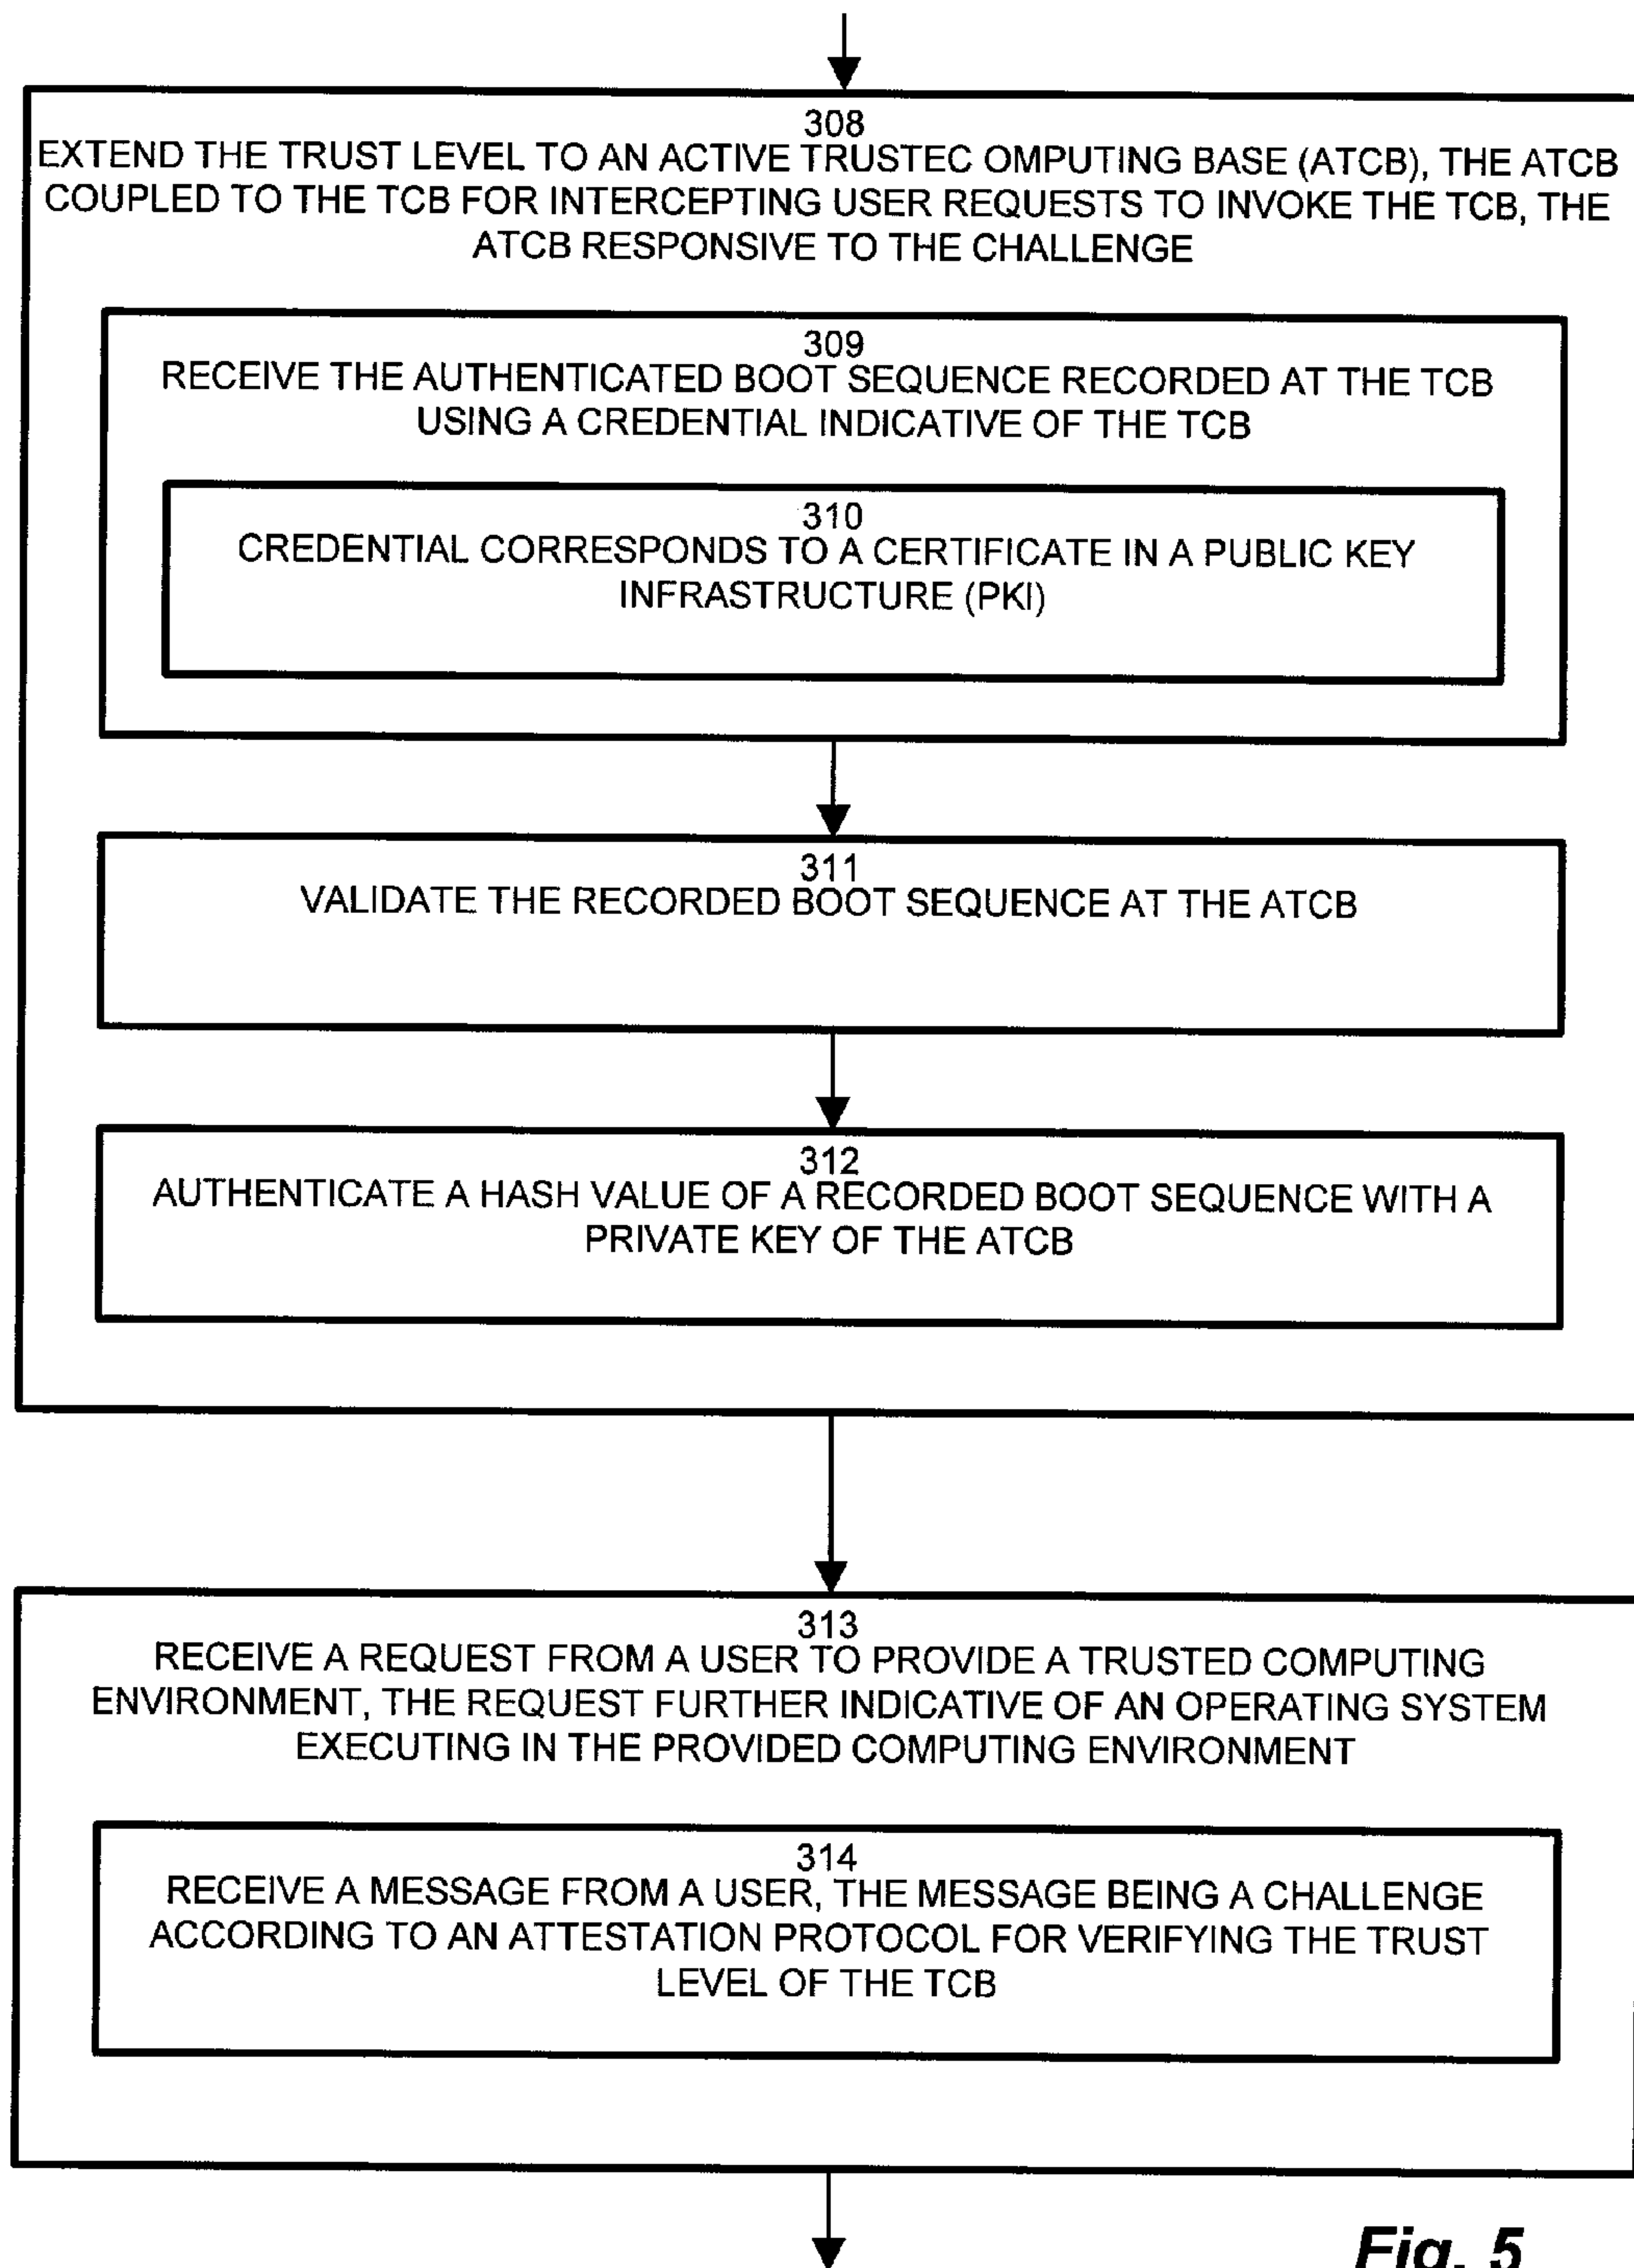 308
EXTEND THE TRUST LEVEL TO AN ACTIVE TRUSTEC OMPUTING BASE (ATCB), THE ATCB
COUPLED TO THE TCB FOR INTERCEPTING USER REQUESTS TO INVOKE THE TCB, THE
ATCB RESPONSIVE TO THE CHALLENGE
309
RECEIVE THE AUTHENTICATED BOOT SEQUENCE RECORDED AT THE TCB
USING A CREDENTIAL INDICATIVE OF THE TCB
310
CREDENTIAL CORRESPONDS TO A CERTIFICATE IN A PUBLIC KEY
INFRASTRUCTURE (PKI)
311
VALIDATE THE RECORDED BOOT SEQUENCE AT THE ATCB
312
AUTHENTICATE A HASH VALUE OF A RECORDED BOOT SEQUENCE WITH A
PRIVATE KEY OF THE ATCB
313
RECEIVE A REQUEST FROM A USER TO PROVIDE A TRUSTED COMPUTING
ENVIRONMENT, THE REQUEST FURTHER INDICATIVE OF AN OPERATING SYSTEM
EXECUTING IN THE PROVIDED COMPUTING ENVIRONMENT
314
RECEIVE A MESSAGE FROM A USER, THE MESSAGE BEING A CHALLENGE
ACCORDING TO AN ATTESTATION PROTOCOL FOR VERIFYING THE TRUST
LEVEL OF THE TCB
Fig. 5